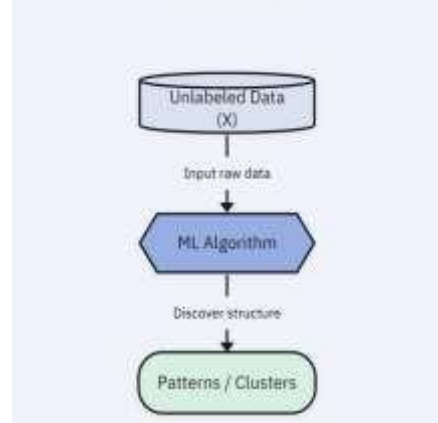 Unlabeled Data
(X)
Input raw data
ML Algorithm
Discover structure
Patterns / Clusters